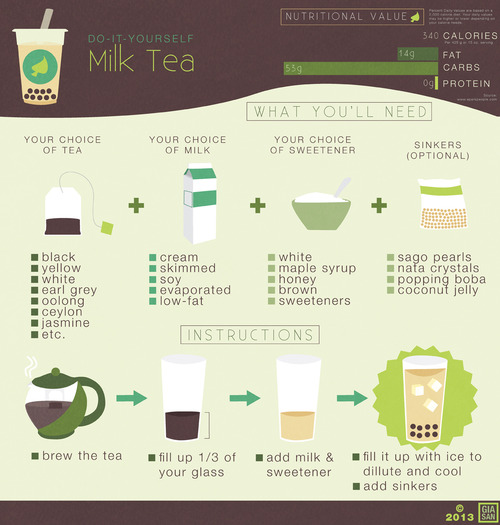 DO-IT-YOURSELF
Milk Tea
NUTRITIONAL VALUE
340 CALORIES
14g FAT
53g CARBS
0g PROTEIN
WHAT YOU'LL NEED
YOUR CHOICE
OF TEA
black
yellow
white
earl grey
oolong
ceylon
jasmine
etc.
YOUR CHOICE
OF MILK
cream
skimmed
soy
evaporated
low-fat
YOUR CHOICE
OF SWEETENER
white
maple syrup
honey
brown
sweeteners
SINKERS
(OPTIONAL)
sago pearls
nata crystals
popping boba
coconut jelly
INSTRUCTIONS
brew the tea
fill up 1/3 of
your glass
add milk &
sweetener
fill it up with ice to
dillute and cool
add sinkers
©
2013
GIA
SAN